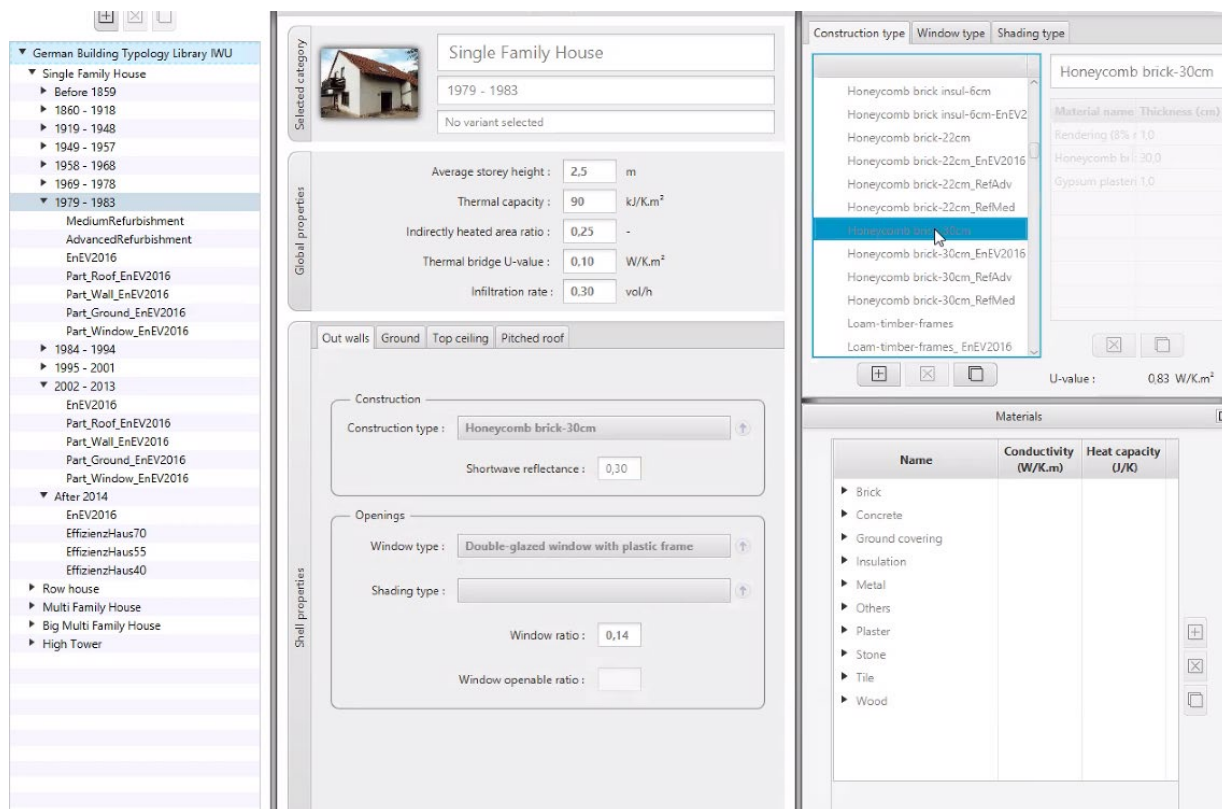 German Building Typology Library IWU
Single Family House
Before 1859
1860 - 1918
1919 - 1948
1949 - 1957
1958 - 1968
1969 - 1978
1979 - 1983
MediumRefurbishment
AdvancedRefurbishment
EnEV2016
Part_Roof_EnEV2016
Part_Wall_EnEV2016
Part_Ground_EnEV2016
Part_Window_EnEV2016
1984 - 1994
1995 - 2001
2002 - 2013
EnEV2016
Part_Roof_EnEV2016
Part_Wall_EnEV2016
Part_Ground_EnEV2016
Part_Window_EnEV2016
After 2014
EnEV2016
EffizienzHaus70
EffizienzHaus55
EffizienzHaus40
Row house
Multi Family House
Big Multi Family House
High Tower
Selected category
Single Family House
1979 - 1983
No variant selected
Global properties
Average storey height : 2,5 m
Thermal capacity : 90 kJ/K.m²
Indirectly heated area ratio : 0,25 -
Thermal bridge U-value : 0,10 W/K.m²
Infiltration rate : 0,30 vol/h
Shell properties
Out walls Ground Top ceiling Pitched roof
Construction
Construction type : Honeycomb brick-30cm
Shortwave reflectance : 0,30
Openings
Window type : Double-glazed window with plastic frame
Shading type :
Window ratio : 0,14
Window openable ratio :
Construction type Window type Shading type
Honeycomb brick insul-6cm
Honeycomb brick insul-6cm-EnEV2
Honeycomb brick-22cm
Honeycomb brick-22cm_EnEV2016
Honeycomb brick-22cm_RefAdv
Honeycomb brick-22cm_RefMed
Honeycomb brick-30cm
Honeycomb brick-30cm_EnEV2016
Honeycomb brick-30cm_RefAdv
Honeycomb brick-30cm_RefMed
Loam-timber-frames
Loam-timber-frames_ EnEV2016
Honeycomb brick-30cm
Material name Thickness (cm)
Rendering (8% r 1,0
Honeycomb bri 30,0
Gypsum plasteri 1,0
U-value : 0,83 W/K.m²
Materials
Name Conductivity (W/K.m) Heat capacity (J/K)
Brick
Concrete
Ground covering
Insulation
Metal
Others
Plaster
Stone
Tile
Wood